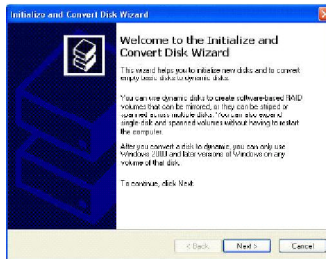 Initialize and Convert Disk Wizard
Welcome to the Initialize and
Convert Disk Wizard
This wizard helps you to initialize new disks and to convert
empty basic disks to dynamic disks.
You can use dynamic disks to create software-based RAID
volumes that can be mirrored, or they can be striped or
spanned across multiple disks. You can also expand
single disk and spanned volumes without having to restart
the computer.
After you convert a disk to dynamic, you can only use
Windows 2000 and later versions of Windows on any
volume of that disk.
To continue, click Next.
< Back Next > Cancel